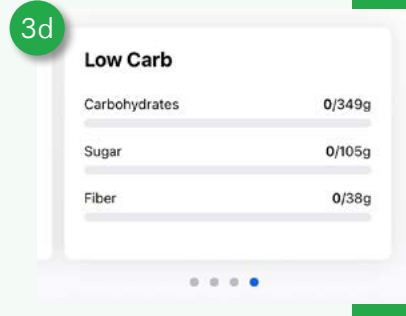 3d
Low Carb
Carbohydrates 0/349g
Sugar 0/105g
Fiber 0/38g